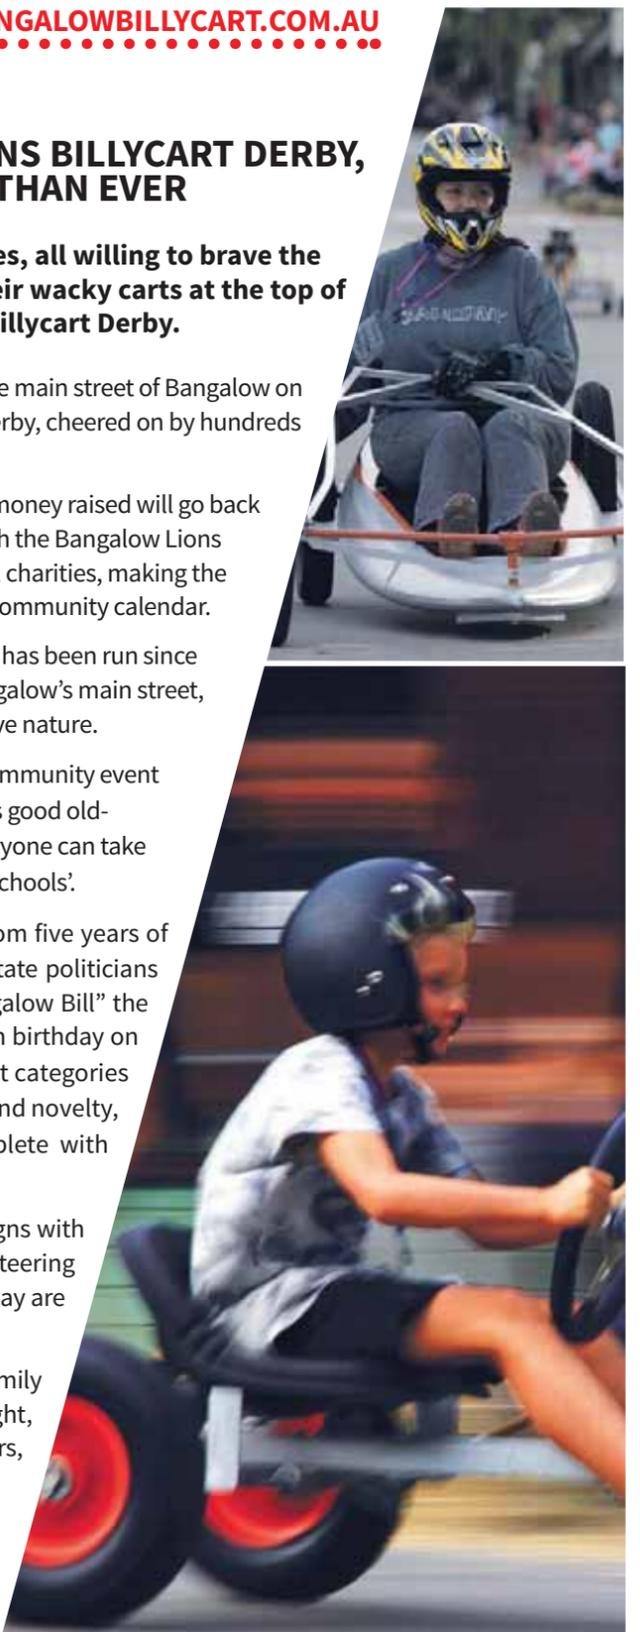 NGALOWBILLYCART.COM.AU
NS BILLYCART DERBY,
THAN EVER
es, all willing to brave the
eir wacky carts at the top of
illycart Derby.
e main street of Bangalow on
erby, cheered on by hundreds
money raised will go back
h the Bangalow Lions
charities, making the
ommunity calendar.
has been run since
galow’s main street,
ve nature.
mmunity event
s good old-
yone can take
chools’.
om five years of
tate politicians
galow Bill” the
h birthday on
t categories
nd novelty,
plete with
gns with
teering
ay are
mily
ght,
rs,